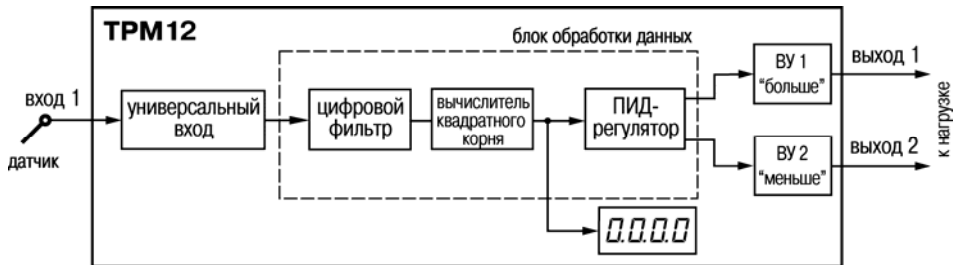 ТРМ12
блок обработки данных
вход 1
датчик
универсальный
вход
цифровой
фильтр
вычислитель
квадратного
корня
ПИД-
регулятор
ВУ 1
"больше"
выход 1
ВУ 2
"меньше"
выход 2
к нагрузке
0.0.0.0